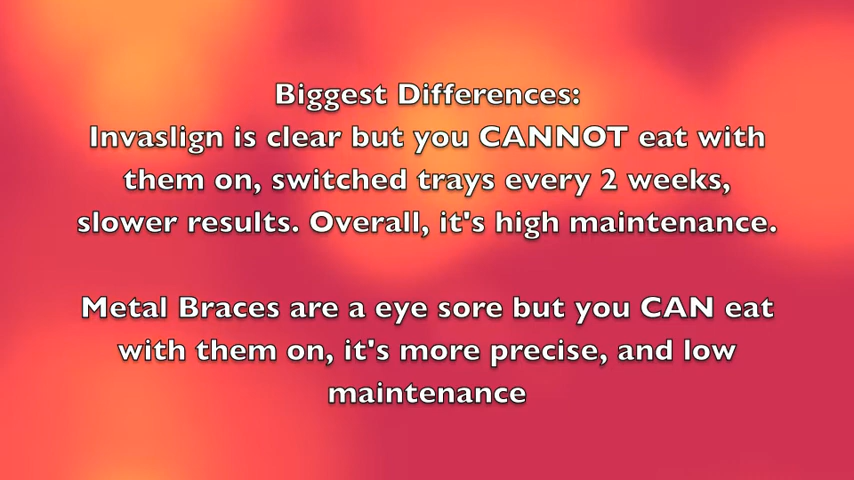 Biggest Differences:
Invaslign is clear but you CANNOT eat with
them on, switched trays every 2 weeks,
slower results. Overall, it's high maintenance.
Metal Braces are a eye sore but you CAN eat
with them on, it's more precise, and low
maintenance